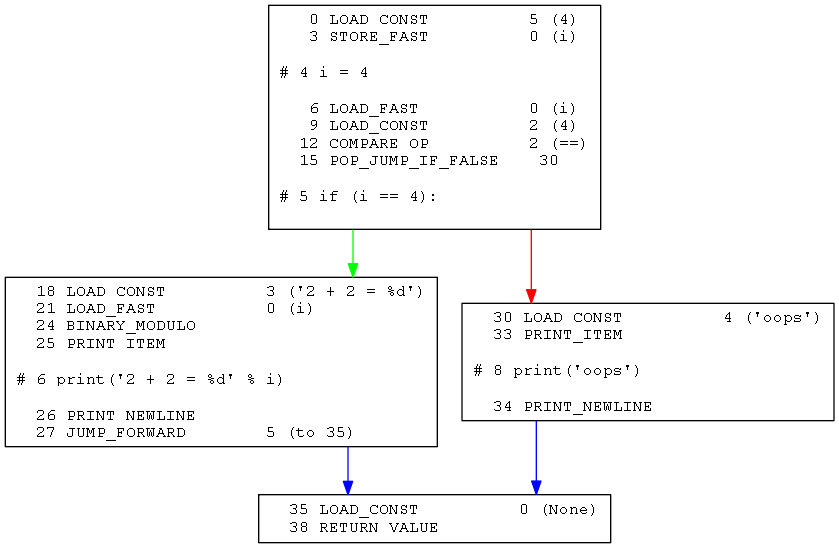 0 LOAD_CONST 5 (4)
3 STORE_FAST 0 (i)
# 4 i = 4
6 LOAD_FAST 0 (i)
9 LOAD_CONST 2 (4)
12 COMPARE_OP 2 (==)
15 POP_JUMP_IF_FALSE 30
# 5 if (i == 4):
18 LOAD_CONST 3 ('2 + 2 = %d')
21 LOAD_FAST 0 (i)
24 BINARY_MODULO
25 PRINT_ITEM
# 6 print('2 + 2 = %d' % i)
26 PRINT_NEWLINE
27 JUMP_FORWARD 5 (to 35)
30 LOAD_CONST 4 ('oops')
33 PRINT_ITEM
# 8 print('oops')
34 PRINT_NEWLINE
35 LOAD_CONST 0 (None)
38 RETURN_VALUE